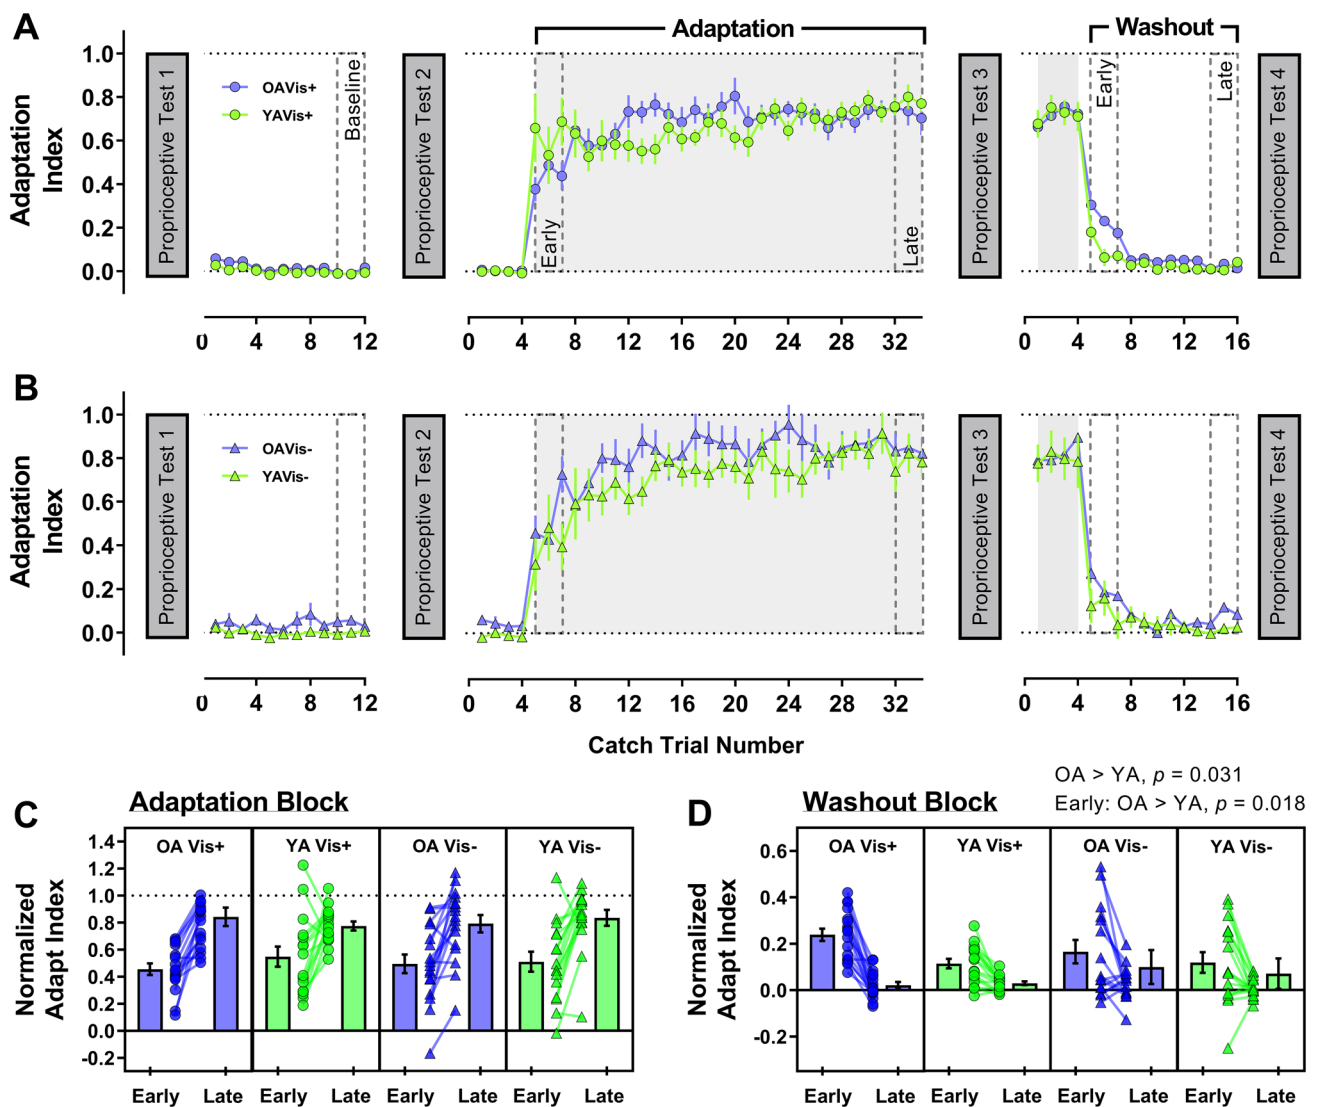 A
Adaptation
Washout
Adaptation
Index
1.0
0.8
0.6
0.4
0.2
0.0
Proprioceptive Test 1
OAVis+
YAVis+
Baseline
Proprioceptive Test 2
Early
Late
Proprioceptive Test 3
Early
Late
Proprioceptive Test 4
0 4 8 12
0 4 8 12 16 20 24 28 32
0 4 8 12 16
B
Adaptation
Index
1.0
0.8
0.6
0.4
0.2
0.0
Proprioceptive Test 1
OAVis-
YAVis-
Proprioceptive Test 2
Proprioceptive Test 3
Proprioceptive Test 4
0 4 8 12
0 4 8 12 16 20 24 28 32
0 4 8 12 16
Catch Trial Number
C
Adaptation Block
Normalized
Adapt Index
1.4
1.2
1.0
0.8
0.6
0.4
0.2
0.0
-0.2
OA Vis+
YA Vis+
OA Vis-
YA Vis-
Early Late Early Late Early Late Early Late
D
Washout Block
OA > YA, p = 0.031
Early: OA > YA, p = 0.018
Normalized
Adapt Index
0.6
0.4
0.2
0.0
-0.2
OA Vis+
YA Vis+
OA Vis-
YA Vis-
Early Late Early Late Early Late Early Late